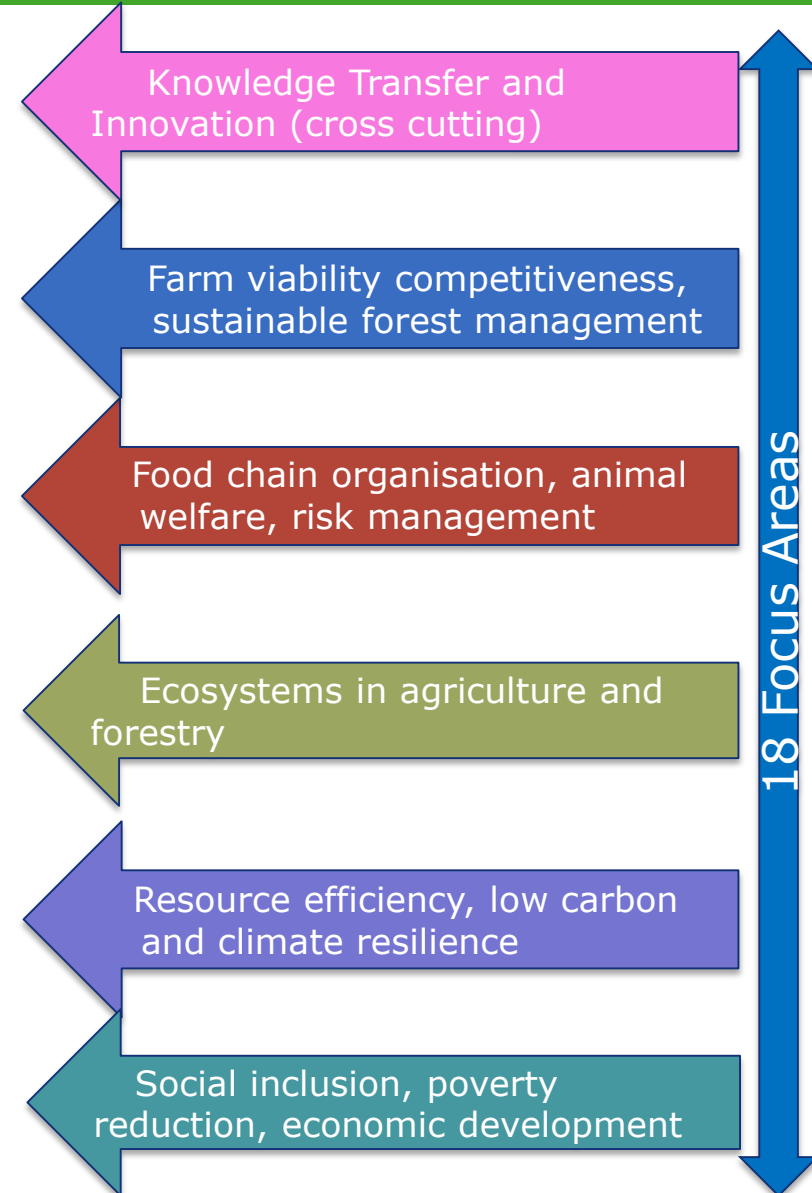 Knowledge Transfer and
Innovation (cross cutting)
Farm viability competitiveness,
sustainable forest management
Food chain organisation, animal
welfare, risk management
Ecosystems in agriculture and
forestry
Resource efficiency, low carbon
and climate resilience
Social inclusion, poverty
reduction, economic development
18 Focus Areas